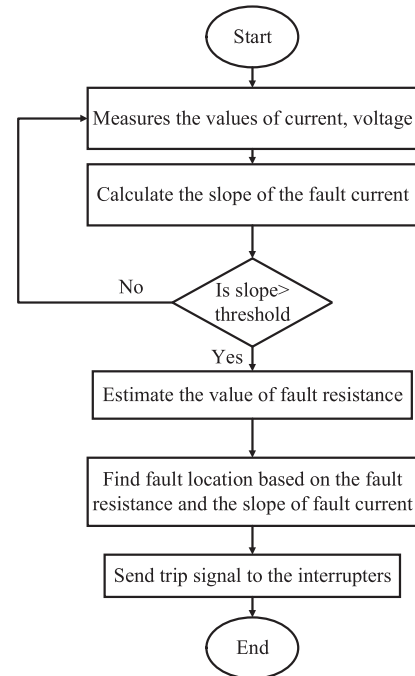 Start
Measures the values of current, voltage
Calculate the slope of the fault current
Is slope>
threshold
No
Yes
Estimate the value of fault resistance
Find fault location based on the fault
resistance and the slope of fault current
Send trip signal to the interrupters
End